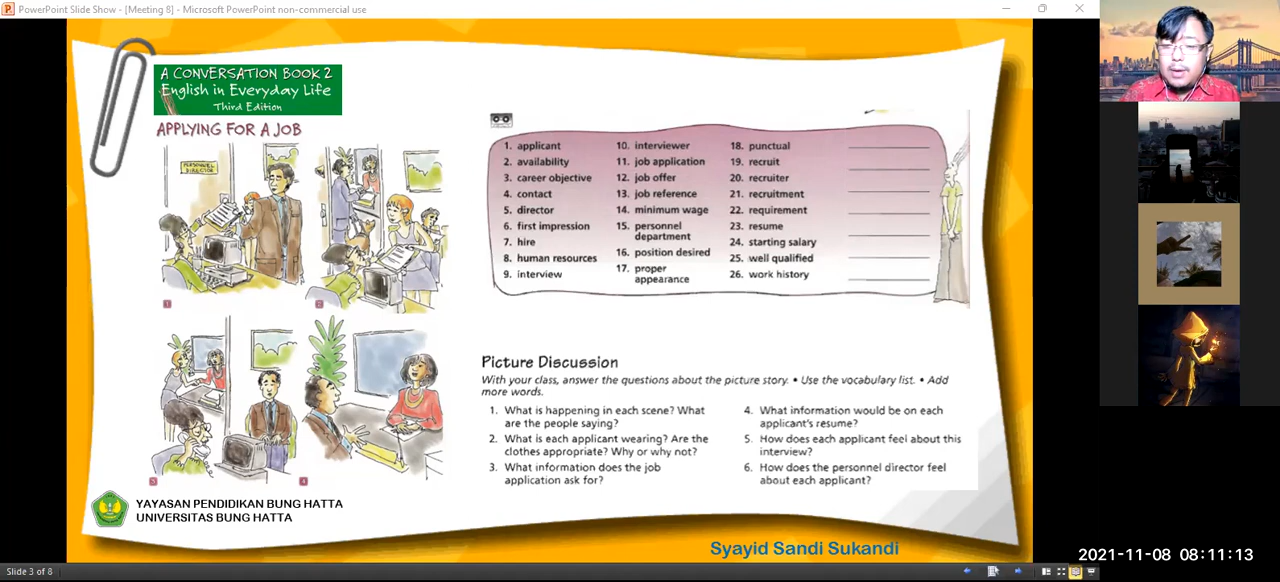 PowerPoint Slide Show - [Meeting 8] - Microsoft PowerPoint non-commercial use
A CONVERSATION BOOK 2
English in Everyday Life
Third Edition
APPLYING FOR A JOB
PERSONNEL
DIRECTOR
1
2
3
4
1. applicant
2. availability
3. career objective
4. contact
5. director
6. first impression
7. hire
8. human resources
9. interview
10. interviewer
11. job application
12. job offer
13. job reference
14. minimum wage
15. personnel
department
16. position desired
17. proper
appearance
18. punctual
19. recruit
20. recruiter
21. recruitment
22. requirement
23. resume
24. starting salary
25. well qualified
26. work history
Picture Discussion
With your class, answer the questions about the picture story. • Use the vocabulary list. • Add
more words.
1. What is happening in each scene? What
are the people saying?
2. What is each applicant wearing? Are the
clothes appropriate? Why or why not?
3. What information does the job
application ask for?
4. What information would be on each
applicant's resume?
5. How does each applicant feel about this
interview?
6. How does the personnel director feel
about each applicant?
YAYASAN PENDIDIKAN BUNG HATTA
UNIVERSITAS BUNG HATTA
Syayid Sandi Sukandi
2021-11-08 08:11:13
Slide 3 of 8